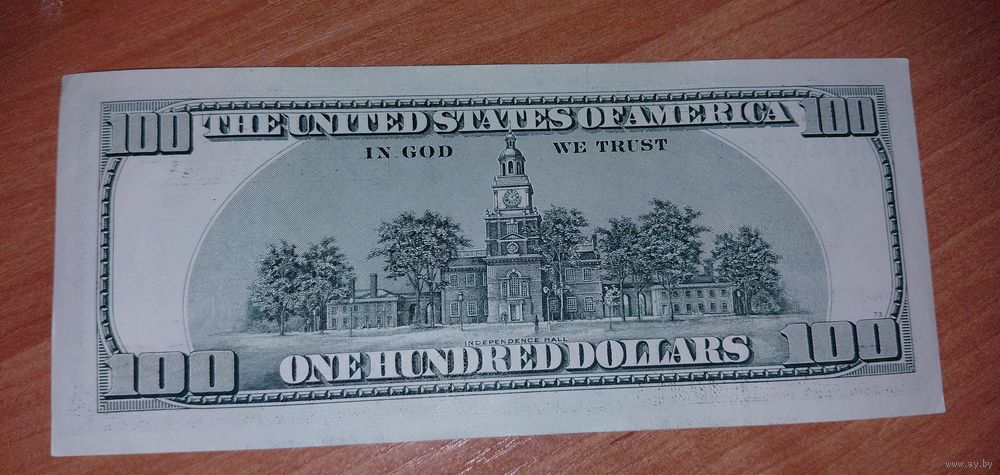 100 THE UNITED STATES OF AMERICA 100
IN GOD WE TRUST
73
INDEPENDENCE HALL
100 ONE HUNDRED DOLLARS 100
www.ay.by